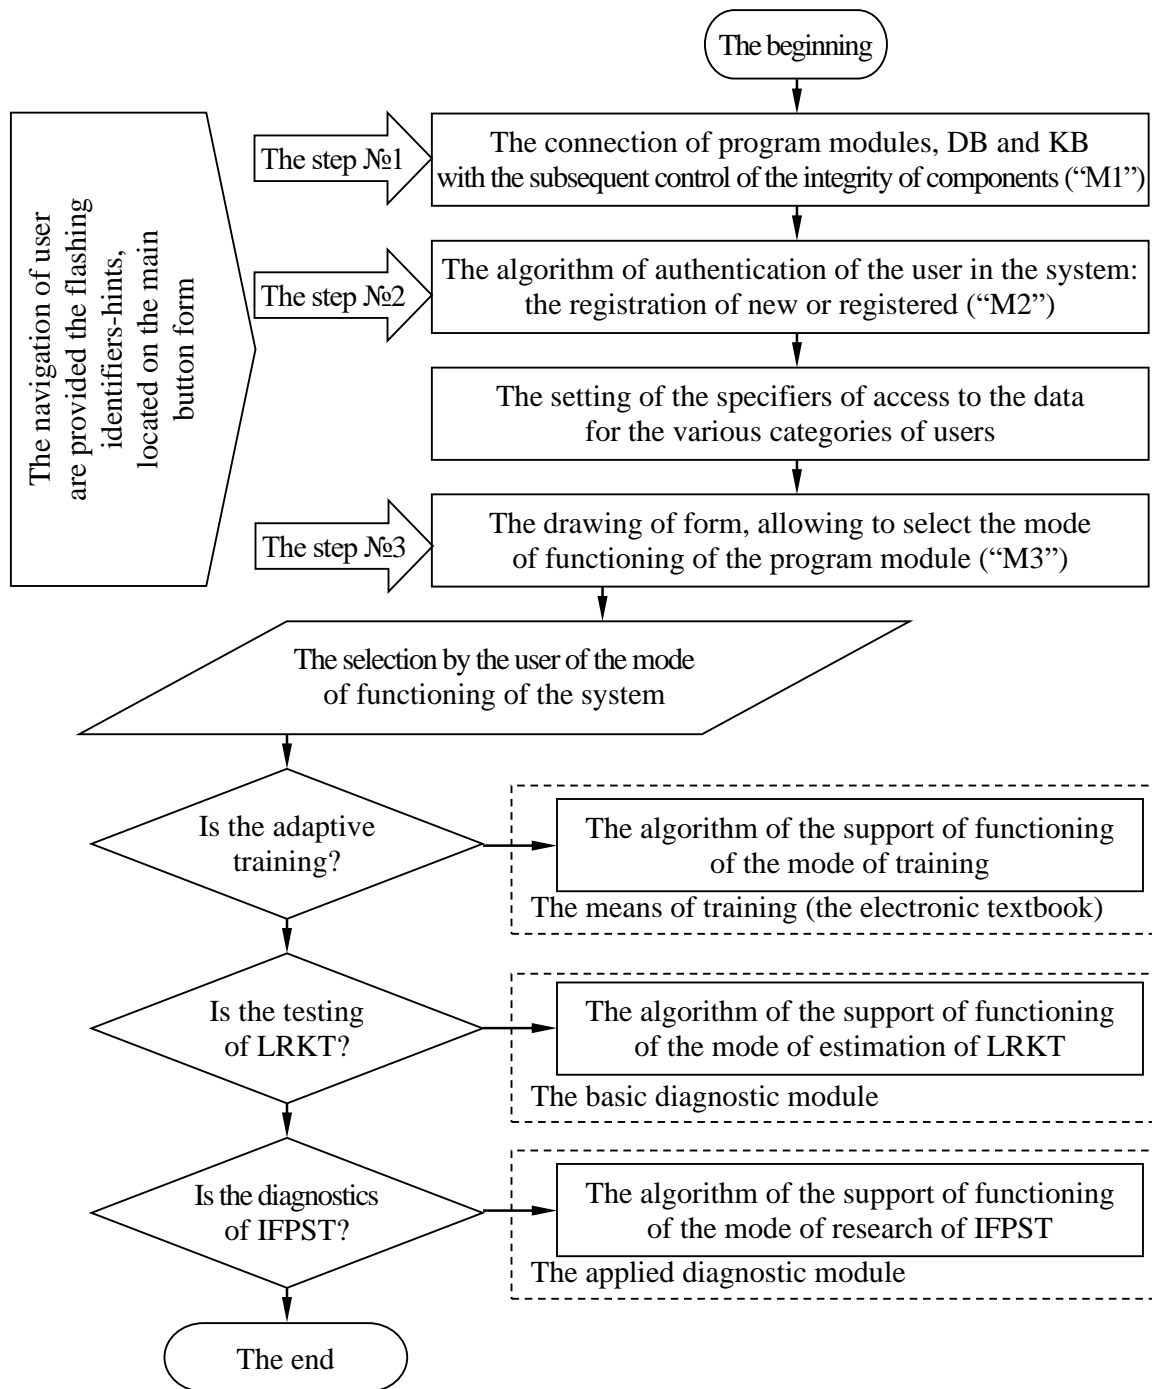 The beginning
The navigation of user
are provided the flashing
identifiers-hints,
located on the main
button form
The step №1
The connection of program modules, DB and KB
with the subsequent control of the integrity of components (“M1”)
The step №2
The algorithm of authentication of the user in the system:
the registration of new or registered (“M2”)
The setting of the specifiers of access to the data
for the various categories of users
The step №3
The drawing of form, allowing to select the mode
of functioning of the program module (“M3”)
The selection by the user of the mode
of functioning of the system
Is the adaptive
training?
The algorithm of the support of functioning
of the mode of training
The means of training (the electronic textbook)
Is the testing
of LRKT?
The algorithm of the support of functioning
of the mode of estimation of LRKT
The basic diagnostic module
Is the diagnostics
of IFPST?
The algorithm of the support of functioning
of the mode of research of IFPST
The applied diagnostic module
The end